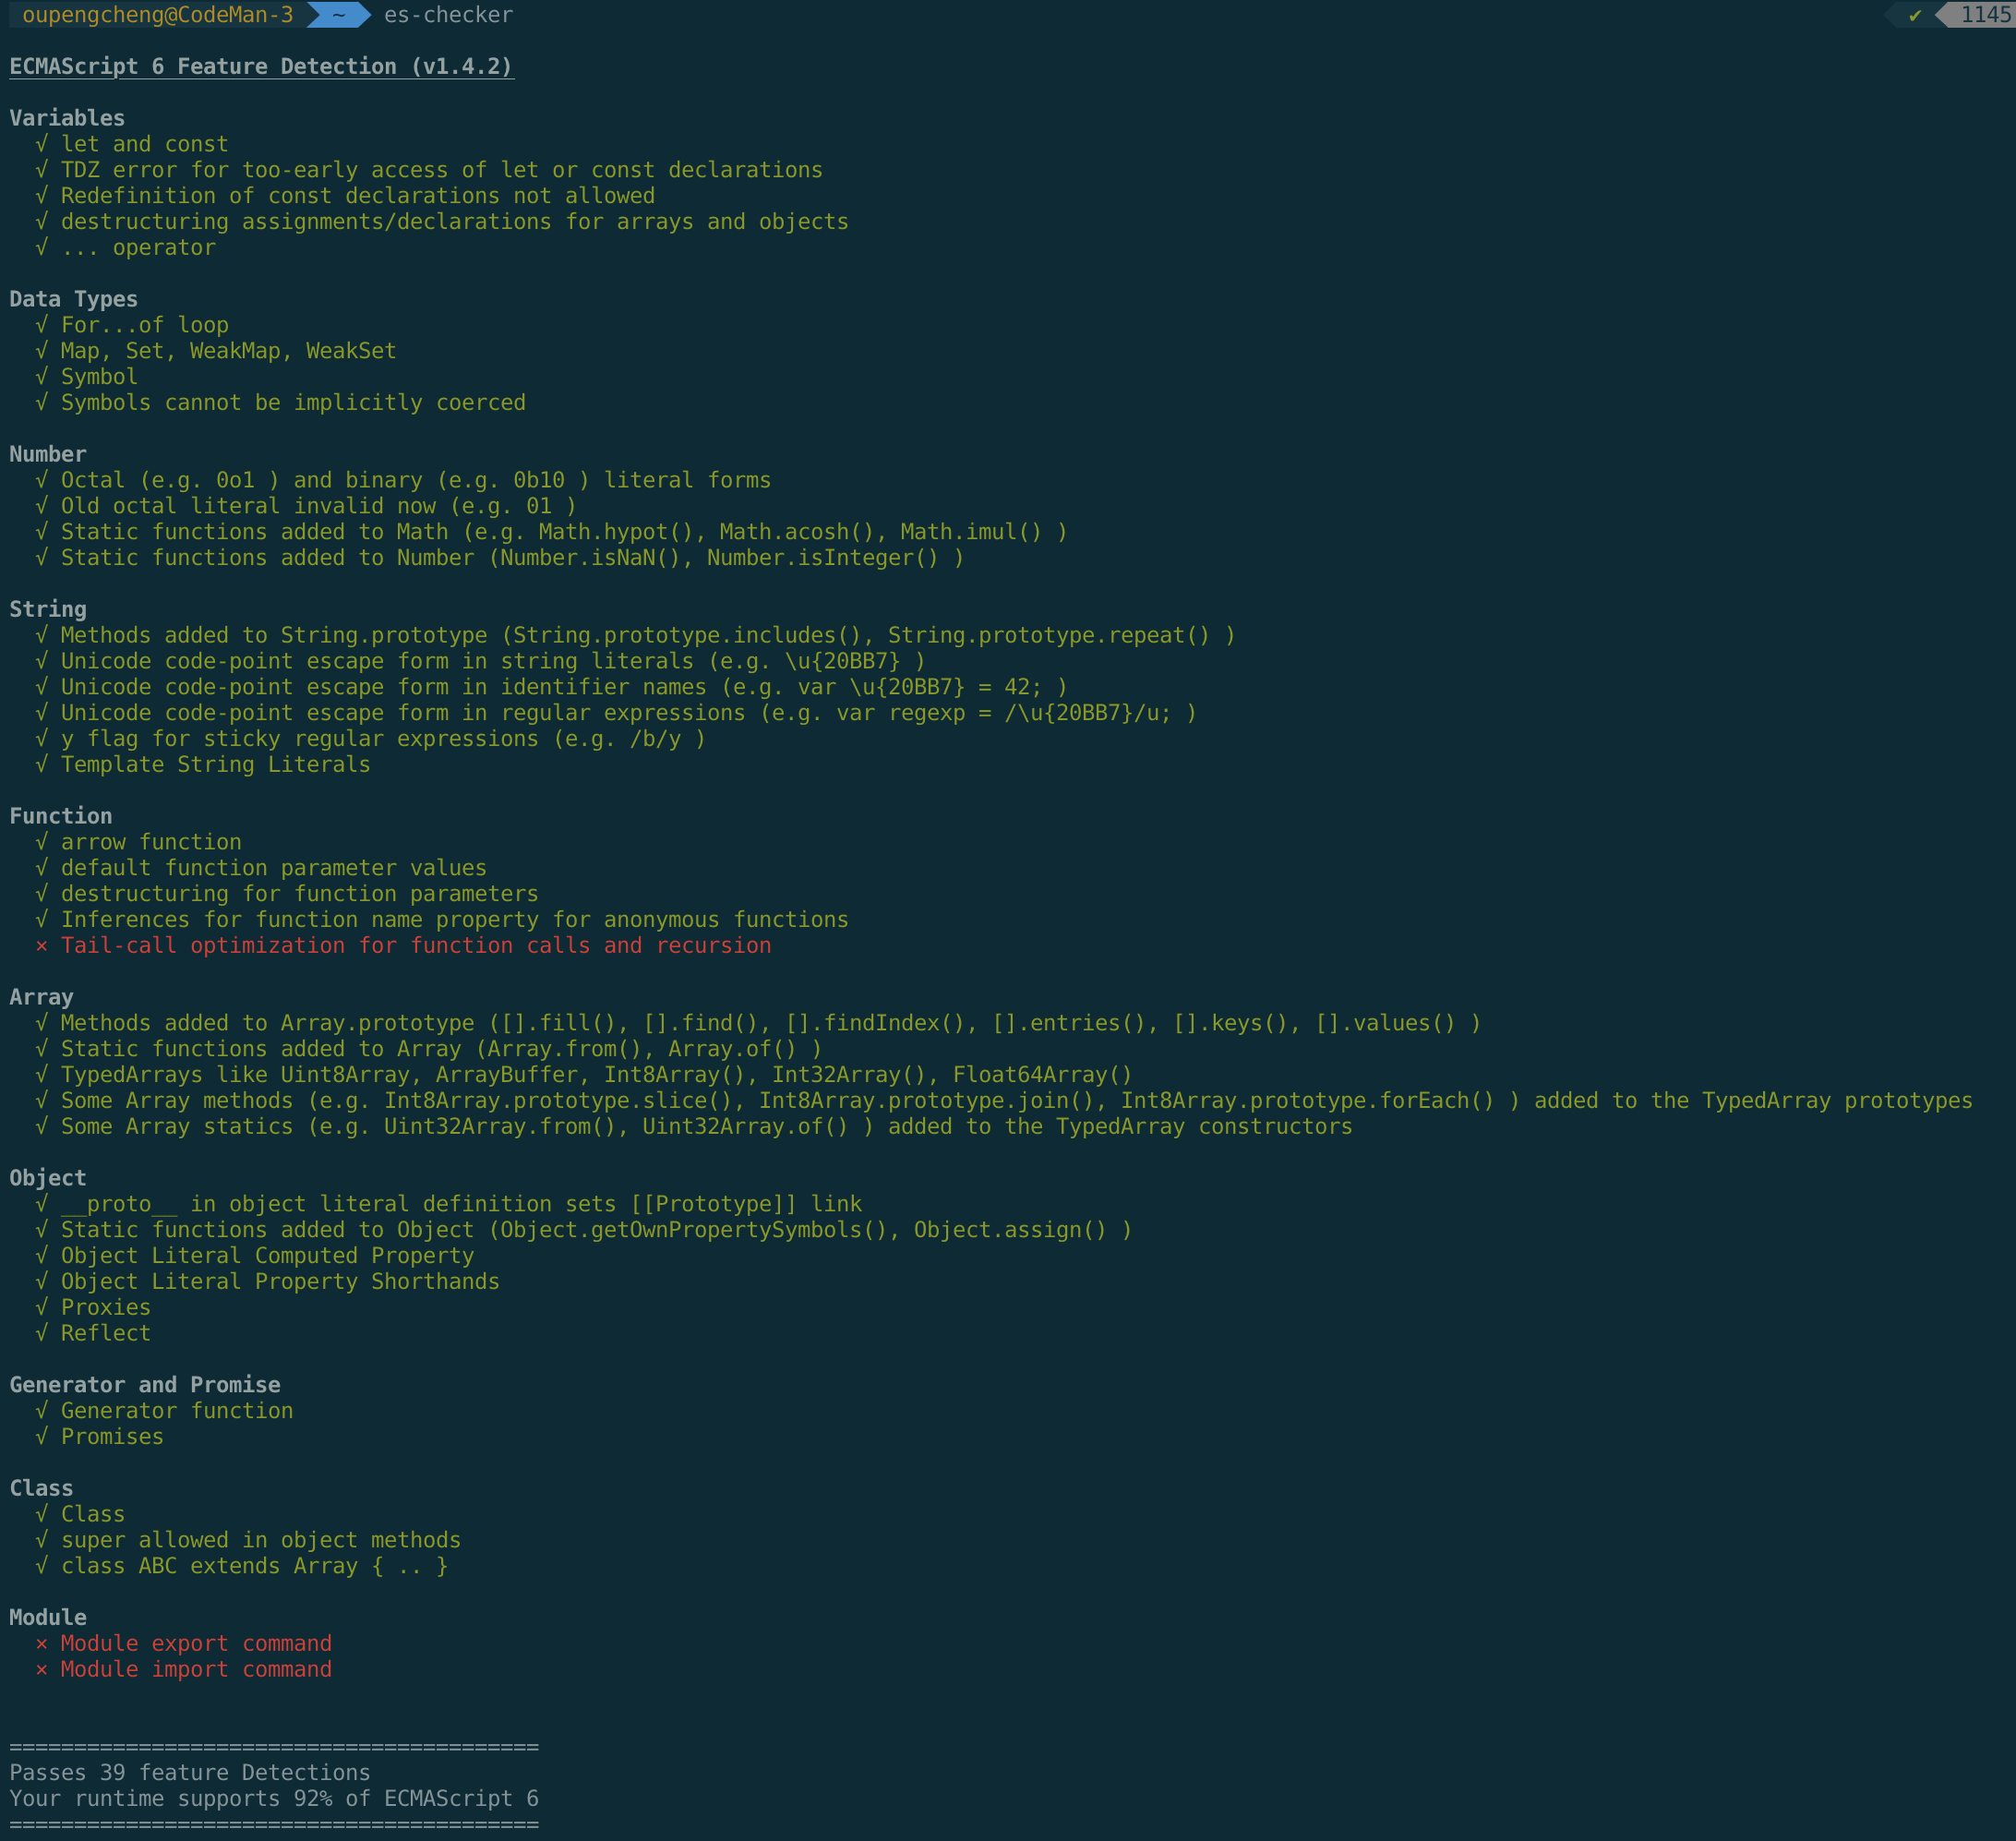 oupengcheng@CodeMan-3 ~ es-checker ✔ 1145
ECMAScript 6 Feature Detection (v1.4.2)
Variables
√ let and const
√ TDZ error for too-early access of let or const declarations
√ Redefinition of const declarations not allowed
√ destructuring assignments/declarations for arrays and objects
√ ... operator
Data Types
√ For...of loop
√ Map, Set, WeakMap, WeakSet
√ Symbol
√ Symbols cannot be implicitly coerced
Number
√ Octal (e.g. 0o1 ) and binary (e.g. 0b10 ) literal forms
√ Old octal literal invalid now (e.g. 01 )
√ Static functions added to Math (e.g. Math.hypot(), Math.acosh(), Math.imul() )
√ Static functions added to Number (Number.isNaN(), Number.isInteger() )
String
√ Methods added to String.prototype (String.prototype.includes(), String.prototype.repeat() )
√ Unicode code-point escape form in string literals (e.g. \u{20BB7} )
√ Unicode code-point escape form in identifier names (e.g. var \u{20BB7} = 42; )
√ Unicode code-point escape form in regular expressions (e.g. var regexp = /\u{20BB7}/u; )
√ y flag for sticky regular expressions (e.g. /b/y )
√ Template String Literals
Function
√ arrow function
√ default function parameter values
√ destructuring for function parameters
√ Inferences for function name property for anonymous functions
× Tail-call optimization for function calls and recursion
Array
√ Methods added to Array.prototype ([].fill(), [].find(), [].findIndex(), [].entries(), [].keys(), [].values() )
√ Static functions added to Array (Array.from(), Array.of() )
√ TypedArrays like Uint8Array, ArrayBuffer, Int8Array(), Int32Array(), Float64Array()
√ Some Array methods (e.g. Int8Array.prototype.slice(), Int8Array.prototype.join(), Int8Array.prototype.forEach() ) added to the TypedArray prototypes
√ Some Array statics (e.g. Uint32Array.from(), Uint32Array.of() ) added to the TypedArray constructors
Object
√ __proto__ in object literal definition sets [[Prototype]] link
√ Static functions added to Object (Object.getOwnPropertySymbols(), Object.assign() )
√ Object Literal Computed Property
√ Object Literal Property Shorthands
√ Proxies
√ Reflect
Generator and Promise
√ Generator function
√ Promises
Class
√ Class
√ super allowed in object methods
√ class ABC extends Array { .. }
Module
× Module export command
× Module import command
=========================================
Passes 39 feature Detections
Your runtime supports 92% of ECMAScript 6
=========================================